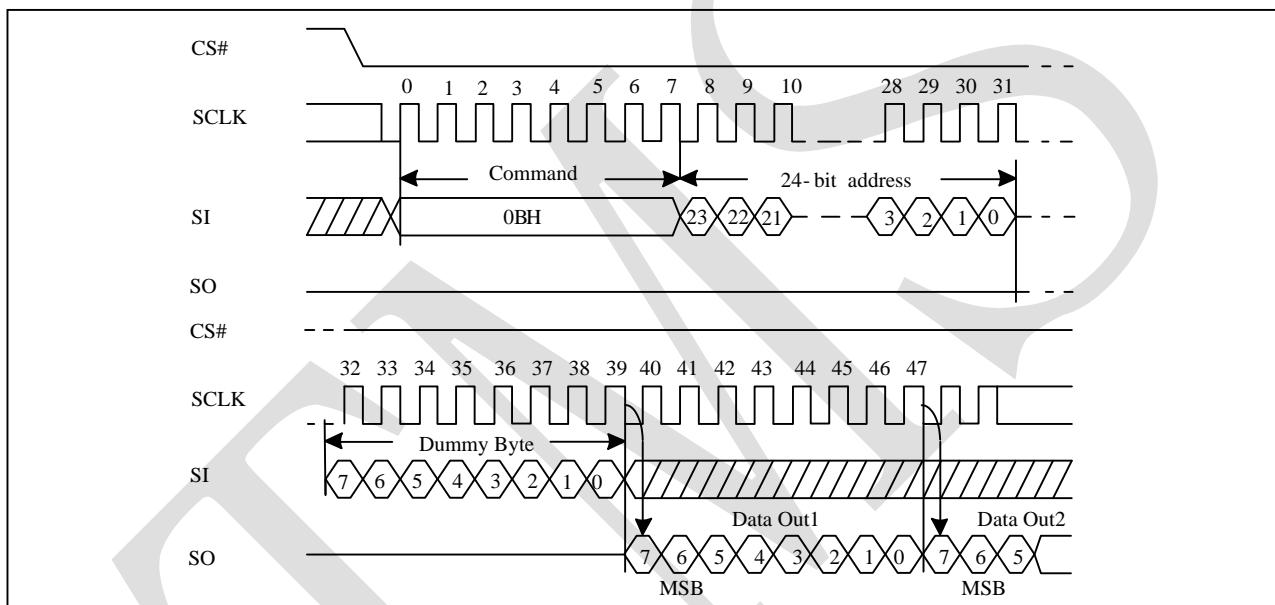 CS#
0 1 2 3 4 5 6 7 8 9 10 28 29 30 31
SCLK
Command 24-bit address
SI 0BH 23 22 21 3 2 1 0
SO
CS#
32 33 34 35 36 37 38 39 40 41 42 43 44 45 46 47
SCLK
Dummy Byte
SI 7 6 5 4 3 2 1 0
Data Out1 Data Out2
SO 7 6 5 4 3 2 1 0 7 6 5
MSB MSB